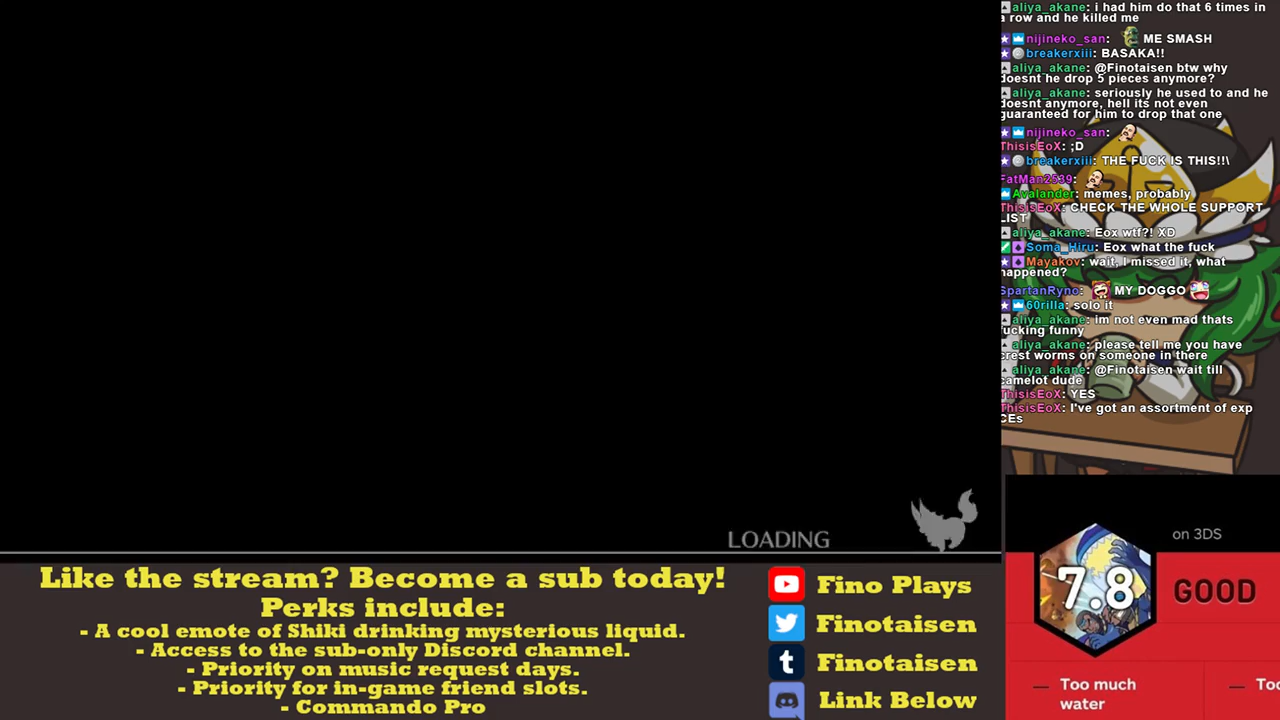 aliya_akane: i had him do that 6 times in
a row and he killed me
nijineko_san: ME SMASH
breakerxiii: BASAKA!!
aliya_akane: @Finotaisen btw why
doesnt he drop 5 pieces anymore?
aliya_akane: seriously he used to and he
doesnt anymore, hell its not even
guaranteed for him to drop that one
nijineko_san:
ThisisEoX: ;D
breakerxiii: THE FUCK IS THIS!!\
FatMan2539:
Avalander: memes, probably
ThisisEoX: CHECK THE WHOLE SUPPORT
LIST
aliya_akane: Eox wtf?! XD
Soma_Hiru: Eox what the fuck
Mayakov: wait, I missed it, what
happened?
SpartanRyno: MY DOGGO
60rilla: solo it
aliya_akane: im not even mad thats
fucking funny
aliya_akane: please tell me you have
crest worms on someone in there
aliya_akane: @Finotaisen wait till
camelot dude
ThisisEoX: YES
ThisisEoX: I've got an assortment of exp
CEs
LOADING
Like the stream? Become a sub today!
Perks include:
- A cool emote of Shiki drinking mysterious liquid.
- Access to the sub-only Discord channel.
- Priority on music request days.
- Priority for in-game friend slots.
- Commando Pro
Fino Plays
Finotaisen
Finotaisen
Link Below
on 3DS
7.8
GOOD
— Too much
water
— Too